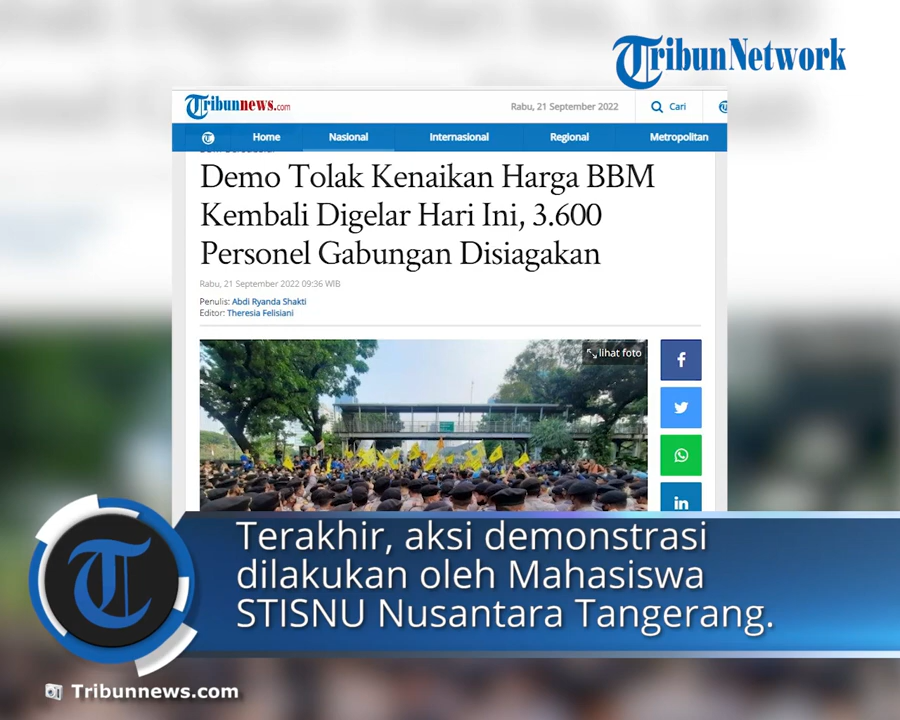 Tribun Network
Tribunnews.com
Rabu, 21 September 2022
Cari
Home
Nasional
Internasional
Regional
Metropolitan
Demo Tolak Kenaikan Harga BBM
Kembali Digelar Hari Ini, 3.600
Personel Gabungan Disiagakan
Rabu, 21 September 2022 09:36 WIB
Penulis: Abdi Ryanda Shakti
Editor: Theresia Felisiani
lihat foto
Terakhir, aksi demonstrasi
dilakukan oleh Mahasiswa
STISNU Nusantara Tangerang.
Tribunnews.com